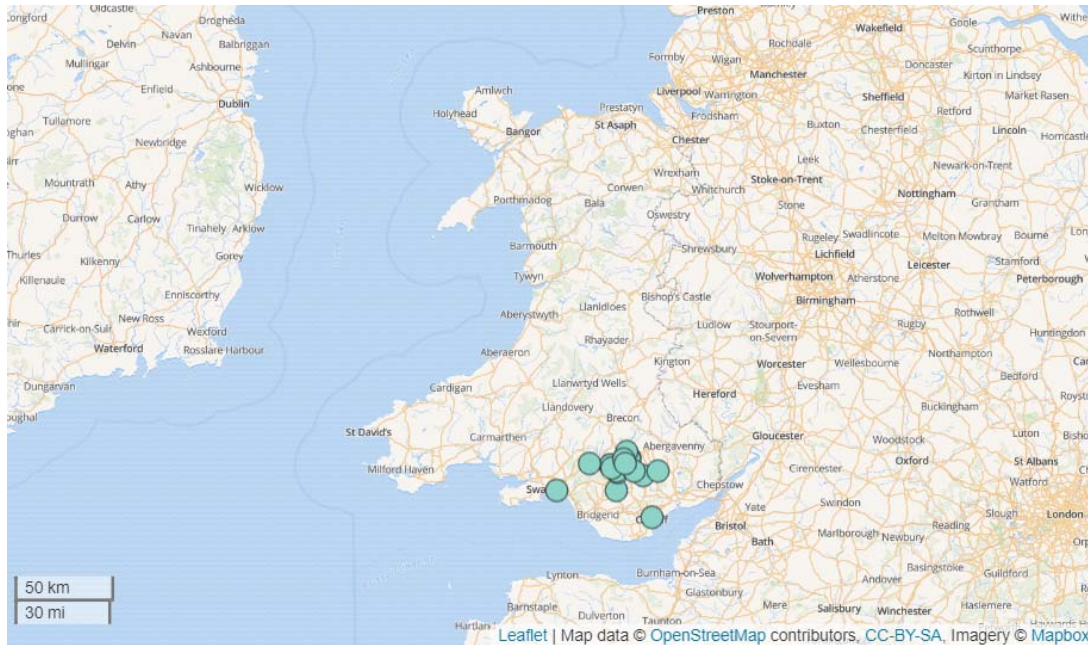 Longford
Oldcastle
Drogheda
Navan
Delvin
Balbriggan
Mullingar
Ashbourne
Enfield
Dublin
Tullamore
Newbridge
Mountrath
Athy
Wicklow
Durrow
Carlow
Tinahely
Arklow
Thurles
Kilkenny
Gorey
Killenaule
Enniscorthy
New Ross
Carrick-on-Suir
Wexford
Waterford
Rosslare Harbour
Dungarvan
Amlwch
Holyhead
Bangor
Prestatyn
St Asaph
Porthmadog
Bala
Corwen
Barmouth
Tywyn
Aberystwyth
Llanidloes
Rhayader
Aberaeron
Cardigan
Llanwrtyd Wells
Llandovery
Brecon
St David's
Carmarthen
Milford Haven
Abergavenny
Swa
Bridgend
Chepstow
Preston
Formby
Wigan
Rochdale
Manchester
Liverpool
Warrington
Frodsham
Chester
Wrexham
Whitchurch
Oswestry
Shrewsbury
Bishop's Castle
Ludlow
Kington
Hereford
Wakefield
Goole
Withe
Scunthorpe
Doncaster
Kirton in Lindsey
Sheffield
Market Rasen
Retford
Buxton
Chesterfield
Lincoln
Horncastle
Leek
Newark-on-Trent
Stoke-on-Trent
Stone
Nottingham
Grantham
Rugeley
Swadlincote
Melton Mowbray
Bourne
Lichfield
Leicester
Stamford
Wolverhampton
Atherstone
Peterborough
Birmingham
Rothwell
Stourport-
on-Severn
Rugby
Huntingdon
Worcester
Wellesbourne
Northampton
Evesham
Bedford
Buckingham
Gloucester
Woodstock
Luton
Cirencester
Oxford
St Albans
Watford
Swindon
Slough
London
Yate
Bristol
Bath
Marlborough
Reading
Newbury
Basingstoke
Burnham-on-Sea
Glastonbury
Andover
Guildford
Mere
Alton
Salisbury
Winchester
Lynton
Barnstaple
Dulverton
Taunton
Hartlan
50 km
30 mi
Leaflet | Map data © OpenStreetMap contributors, CC-BY-SA, Imagery © Mapbox